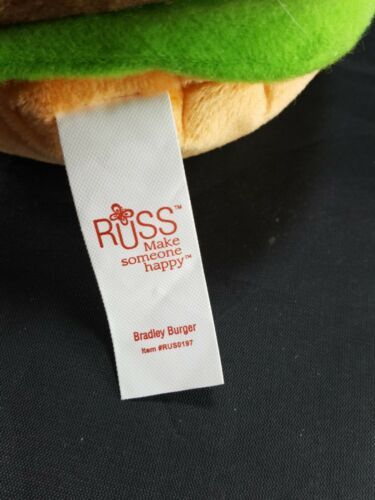 RUSS™
Make
someone
happy™
Bradley Burger
Item #RUS0197